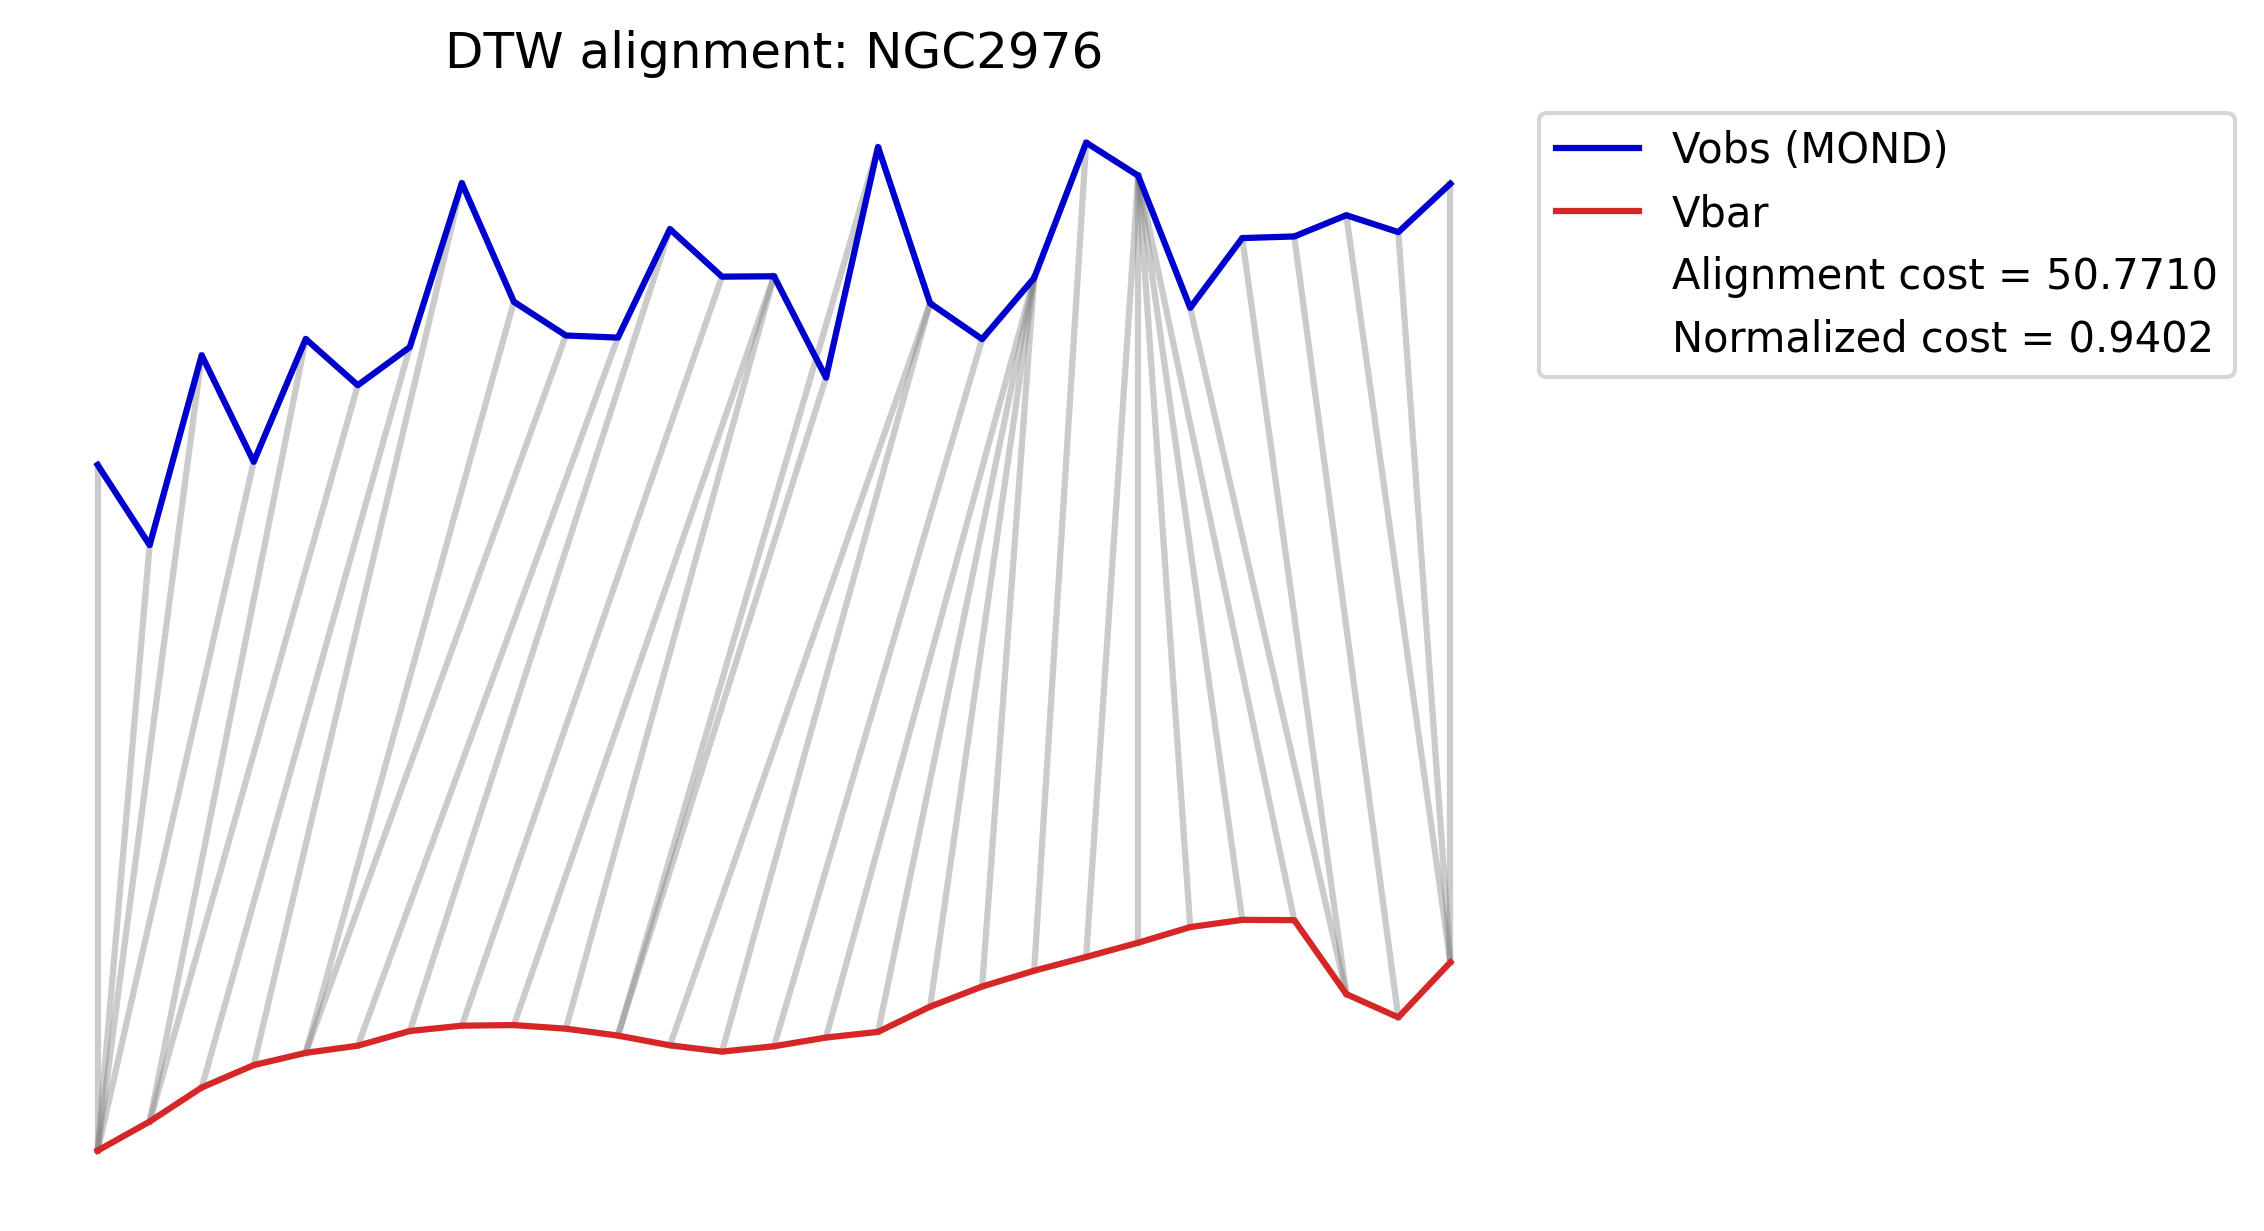 DTW alignment: NGC2976
Vobs (MOND)
Vbar
Alignment cost = 50.7710
Normalized cost = 0.9402